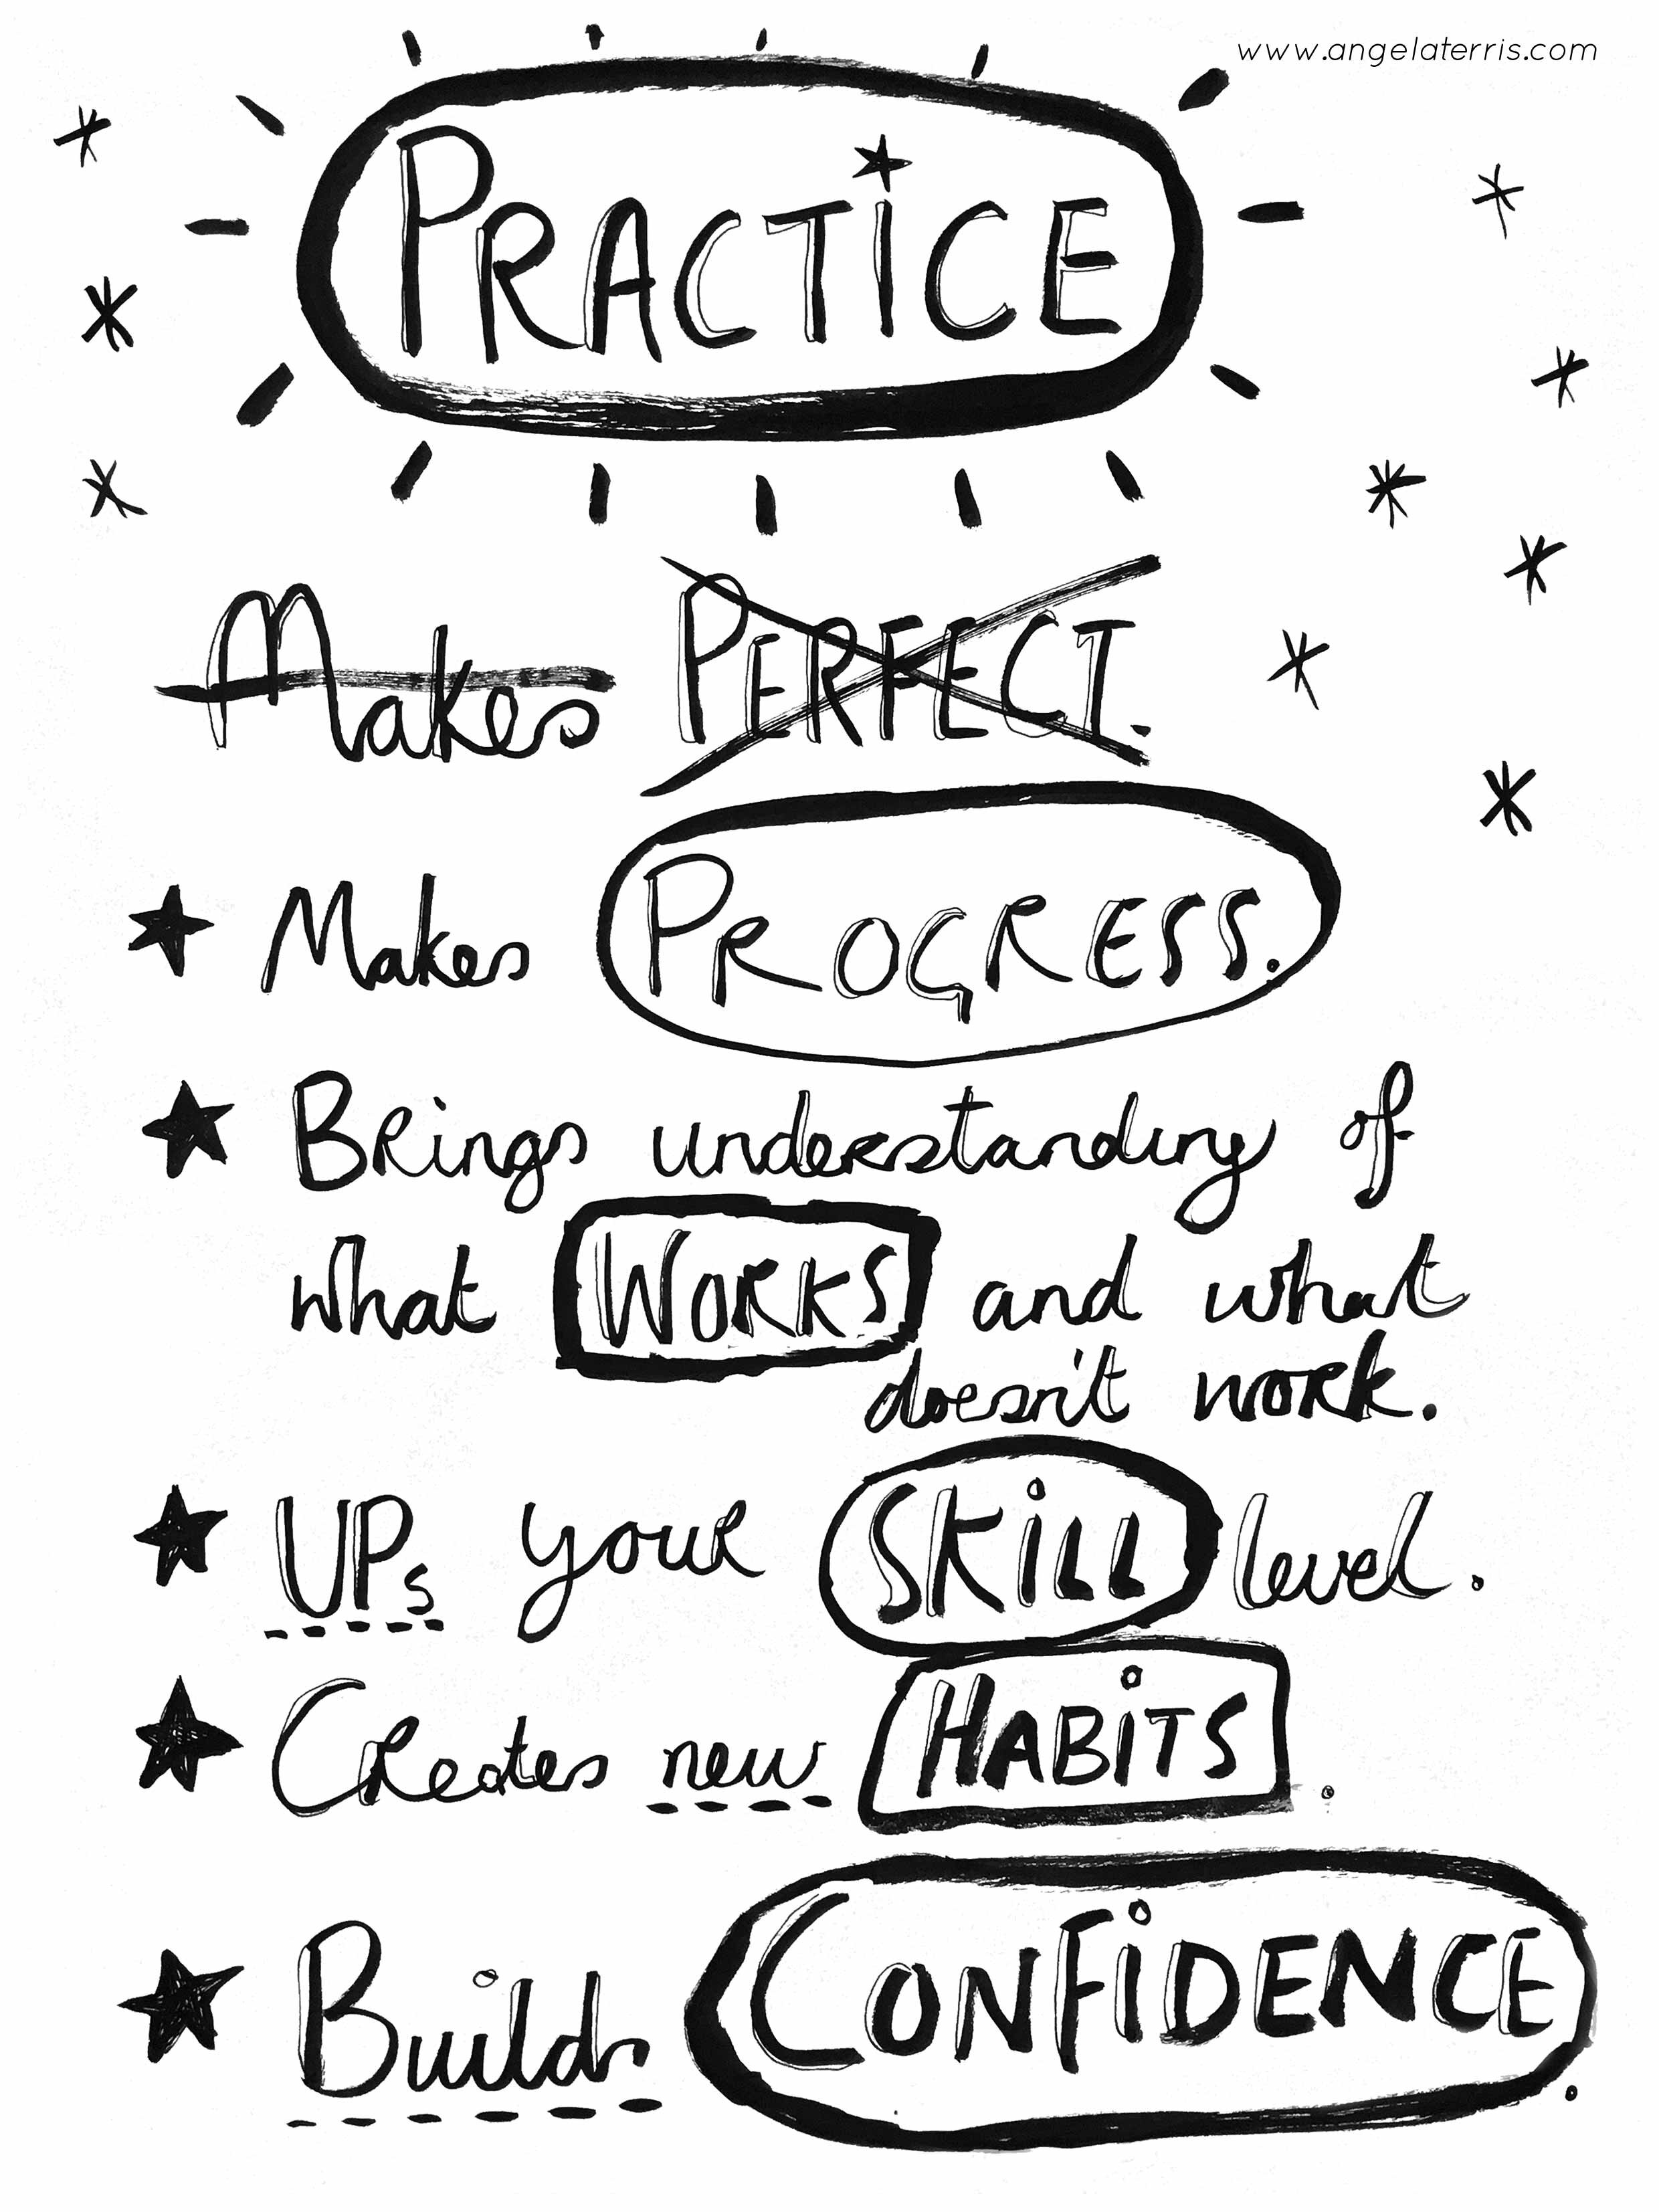 www.angelaterris.com
PRACTiCE
Makes PERFECT.
Makes PROGRESS.
BRings understanding of
what WORKS and what
doesn't work.
UPs your SKiLL level.
Creates new HABiTS.
Builds CONFiDENCE.